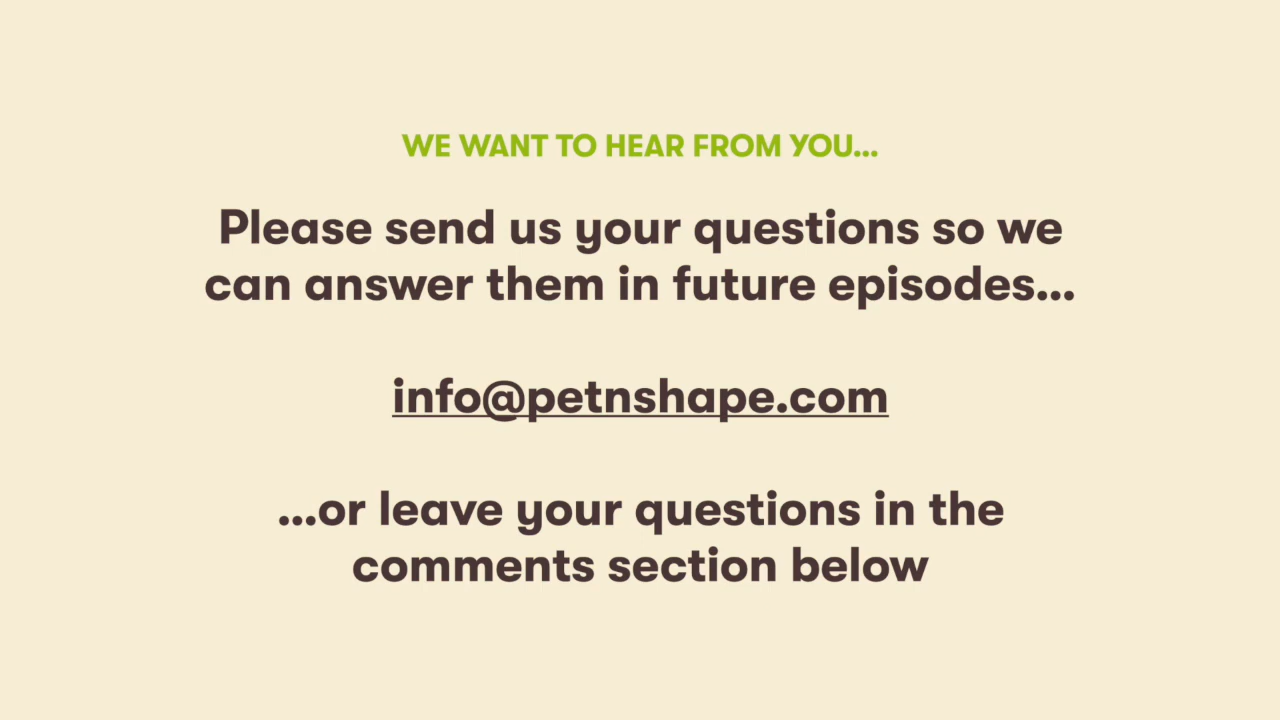 WE WANT TO HEAR FROM YOU...
Please send us your questions so we
can answer them in future episodes...
info@petnshape.com
...or leave your questions in the
comments section below